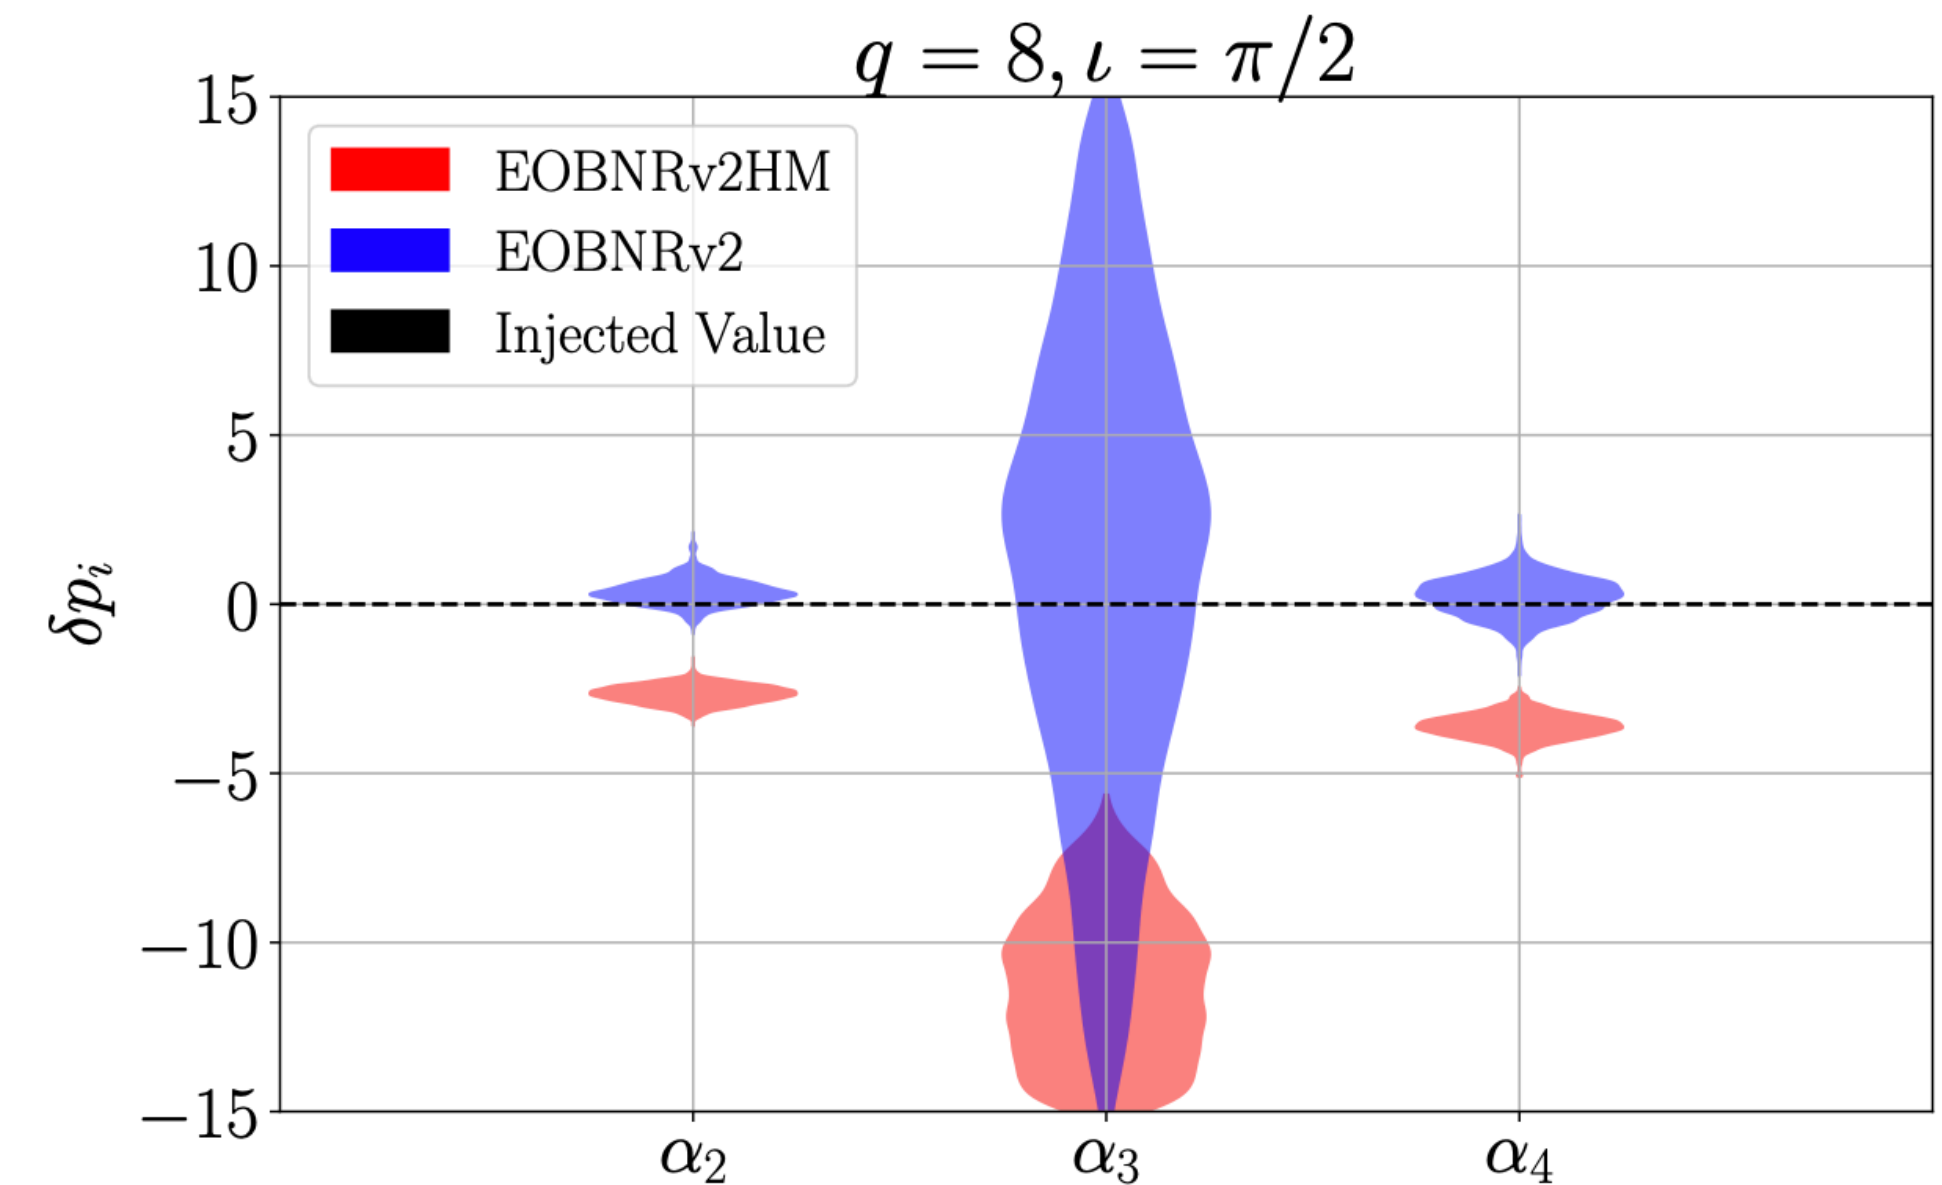 q = 8, ι = π/2
15
10
5
0
−5
−10
−15
δp_i
EOBNRv2HM
EOBNRv2
Injected Value
α_2
α_3
α_4